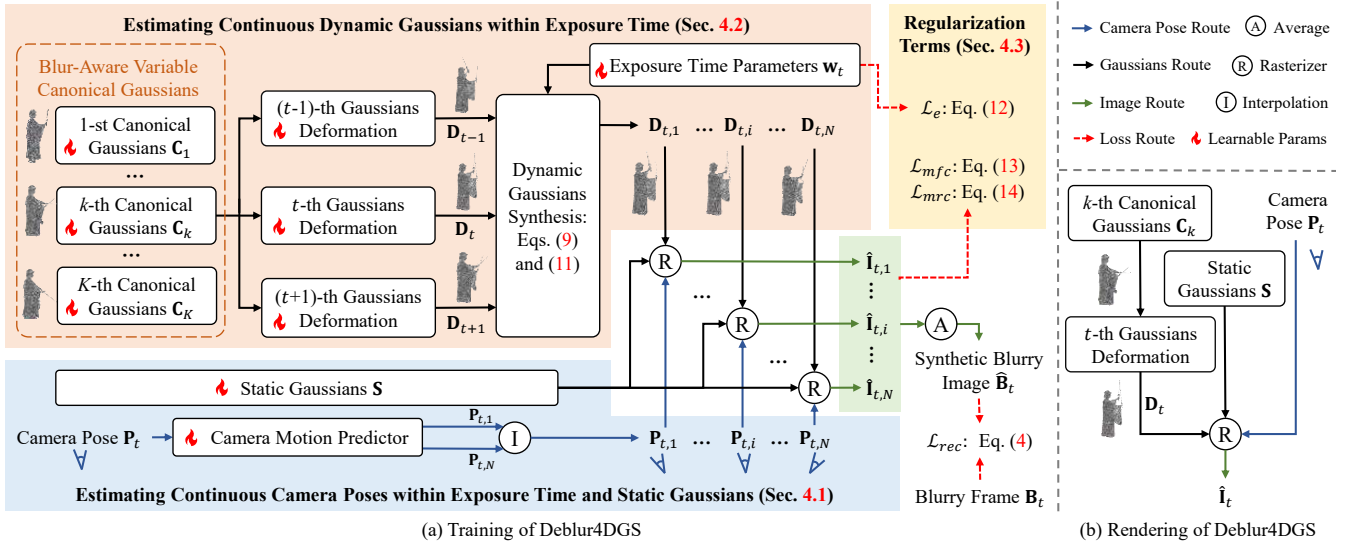 Estimating Continuous Dynamic Gaussians within Exposure Time (Sec. 4.2)
Blur-Aware Variable
Canonical Gaussians
1-st Canonical
Gaussians C_1
...
k-th Canonical
Gaussians C_k
...
K-th Canonical
Gaussians C_K
(t-1)-th Gaussians
Deformation
D_{t−1}
t-th Gaussians
Deformation
D_t
(t+1)-th Gaussians
Deformation
D_{t+1}
Exposure Time Parameters w_t
Dynamic
Gaussians
Synthesis:
Eqs. (9)
and (11)
D_{t,1} ... D_{t,i} ... D_{t,N}
R
...
R
...
R
Regularization
Terms (Sec. 4.3)
ℒ_e: Eq. (12)
ℒ_{mfc}: Eq. (13)
ℒ_{mrc}: Eq. (14)
Î_{t,1}
⋮
Î_{t,i}
⋮
Î_{t,N}
A
Synthetic Blurry
Image B̂_t
ℒ_{rec}: Eq. (4)
Blurry Frame B_t
Static Gaussians S
Camera Pose P_t
Camera Motion Predictor
P_{t,1}
P_{t,N}
I
P_{t,1} ... P_{t,i} ... P_{t,N}
Estimating Continuous Camera Poses within Exposure Time and Static Gaussians (Sec. 4.1)
(a) Training of Deblur4DGS
Camera Pose Route A Average
Gaussians Route R Rasterizer
Image Route I Interpolation
Loss Route Learnable Params
k-th Canonical
Gaussians C_k
Camera
Pose P_t
Static
Gaussians S
t-th Gaussians
Deformation
D_t
R
Î_t
(b) Rendering of Deblur4DGS